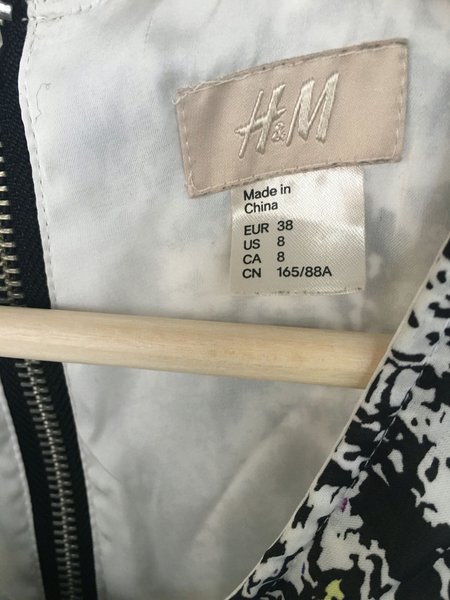 H&M
Made in
China
EUR 38
US 8
CA 8
CN 165/88A